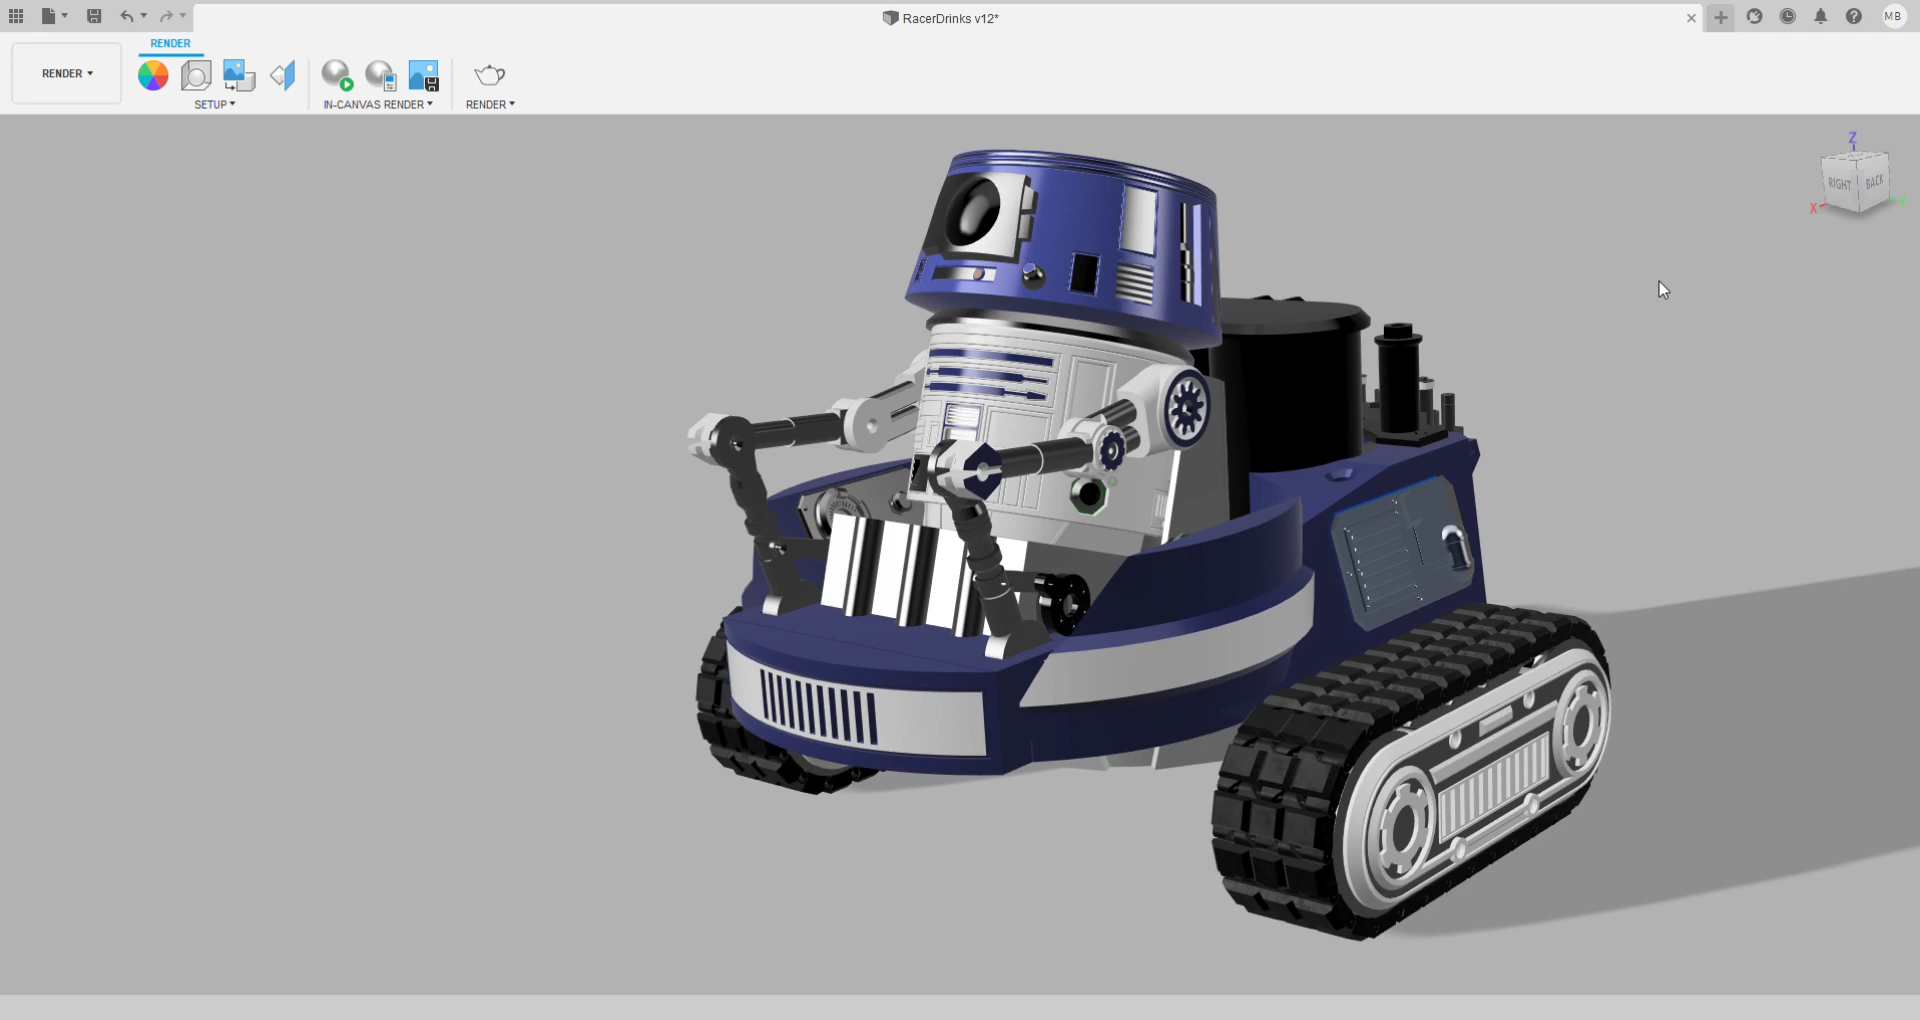 RacerDrinks v12*
MB
RENDER
RENDER
SETUP
IN-CANVAS RENDER
RENDER
Z
RIGHT
BACK
X
Y